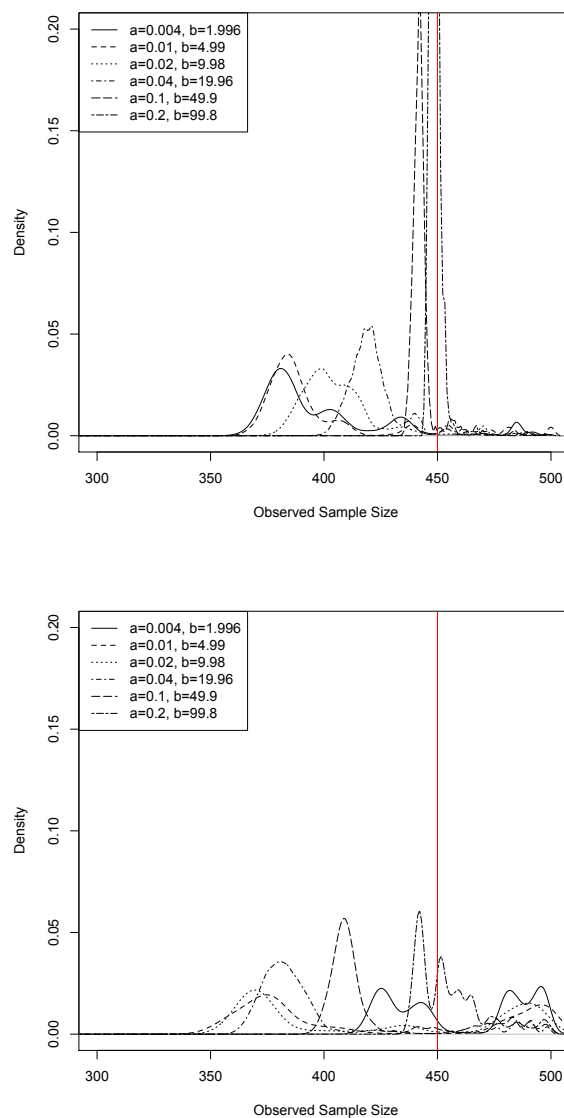 a=0.004, b=1.996
a=0.01, b=4.99
a=0.02, b=9.98
a=0.04, b=19.96
a=0.1, b=49.9
a=0.2, b=99.8
0.20
0.15
0.10
0.05
0.00
Density
300 350 400 450 500
Observed Sample Size
a=0.004, b=1.996
a=0.01, b=4.99
a=0.02, b=9.98
a=0.04, b=19.96
a=0.1, b=49.9
a=0.2, b=99.8
0.20
0.15
0.10
0.05
0.00
Density
300 350 400 450 500
Observed Sample Size